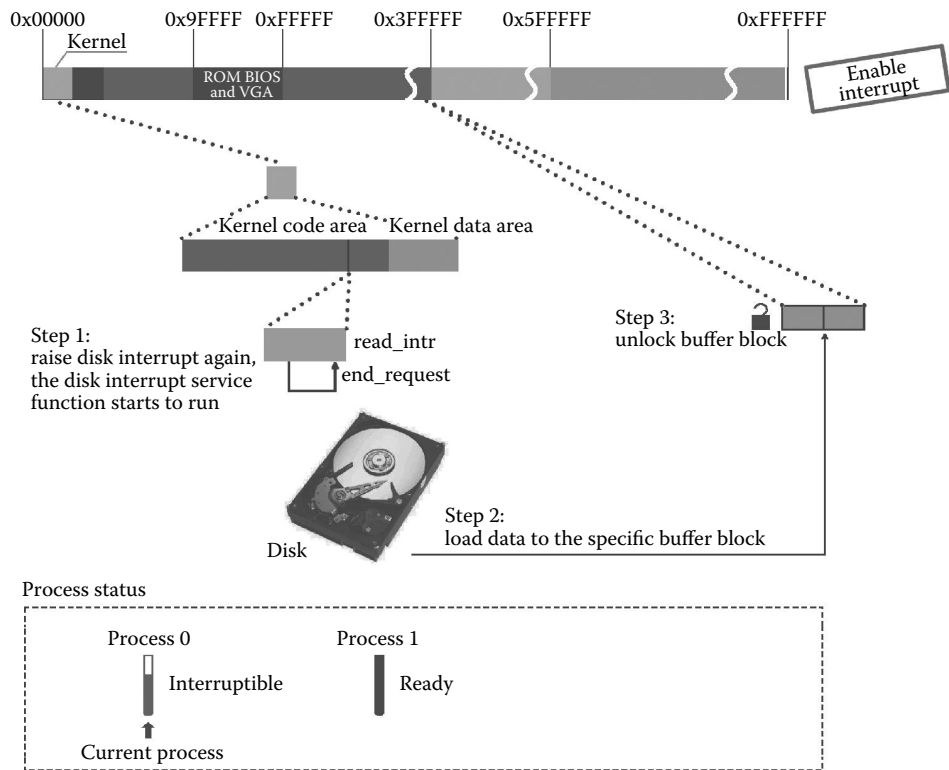 0x00000
0x9FFFF
0xFFFFF
0x3FFFFF
0x5FFFFF
0xFFFFFF
Kernel
ROM BIOS
and VGA
Enable
interrupt
Kernel code area
Kernel data area
Step 1:
raise disk interrupt again,
the disk interrupt service
function starts to run
read_intr
end_request
Step 3:
unlock buffer block
Step 2:
load data to the specific buffer block
Disk
Process status
Process 0
Process 1
Interruptible
Ready
Current process